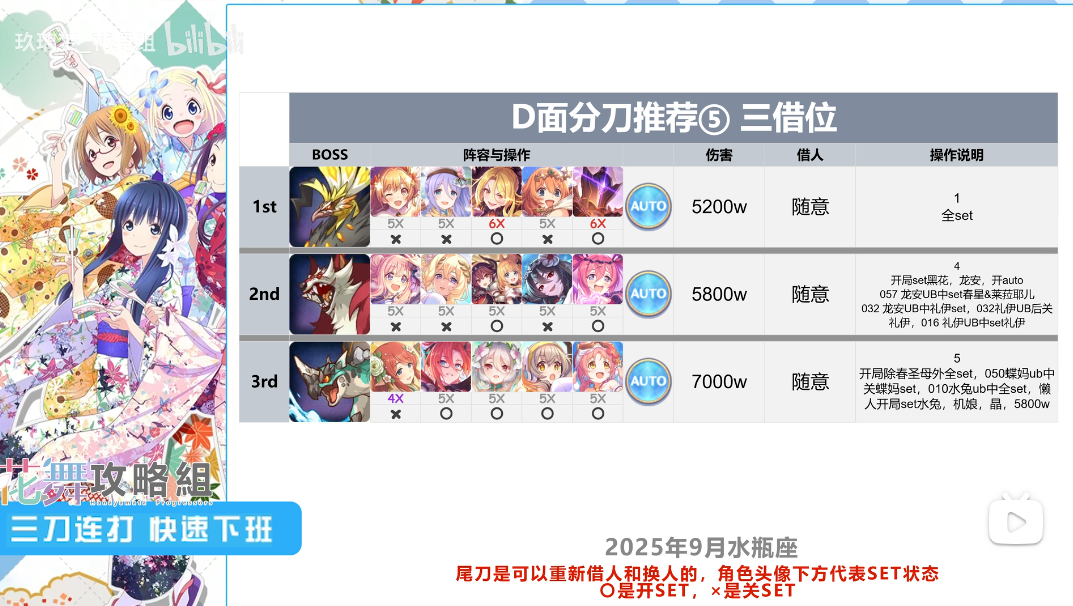 bilibili
D面分刀推荐⑤ 三借位
BOSS 阵容与操作 伤害 借人 操作说明
1st 5X 5X 6X 5X 6X AUTO 5200w 随意
× × ○ × ○
1
全set
2nd 5X 5X 5X 5X 5X AUTO 5800w 随意
× × ○ × ○
4
开局set黑花，龙安，开auto
057 龙安UB中set春星&莱菈耶儿
032 龙安UB中礼伊set，032礼伊UB后关
礼伊，016 礼伊UB中set礼伊
3rd 4X 5X 5X 5X 5X AUTO 7000w 随意
× ○ ○ ○ ○
5
开局除春圣母外全set，050蝶妈ub中
关蝶妈set，010水兔ub中全set，懒
人开局set水兔，机娘，晶，5800w
花舞攻略組
三刀连打 快速下班
2025年9月水瓶座
尾刀是可以重新借人和换人的，角色头像下方代表SET状态
○是开SET，×是关SET